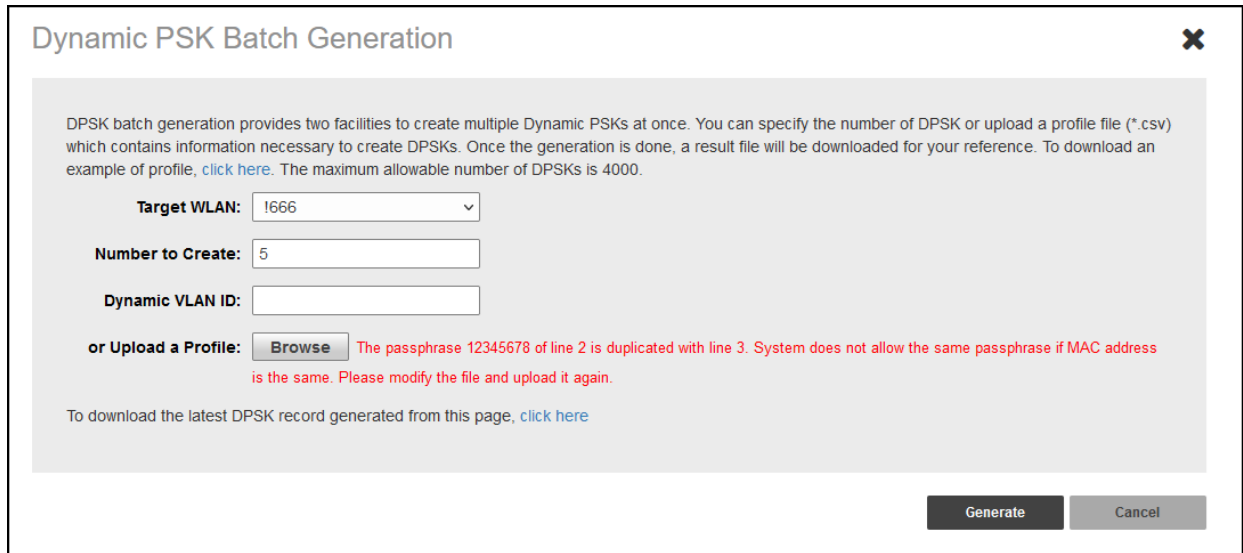 Dynamic PSK Batch Generation
DPSK batch generation provides two facilities to create multiple Dynamic PSKs at once. You can specify the number of DPSK or upload a profile file (*.csv)
which contains information necessary to create DPSKs. Once the generation is done, a result file will be downloaded for your reference. To download an
example of profile, click here. The maximum allowable number of DPSKs is 4000.
Target WLAN: !666
Number to Create: 5
Dynamic VLAN ID:
or Upload a Profile: Browse The passphrase 12345678 of line 2 is duplicated with line 3. System does not allow the same passphrase if MAC address
is the same. Please modify the file and upload it again.
To download the latest DPSK record generated from this page, click here
Generate Cancel